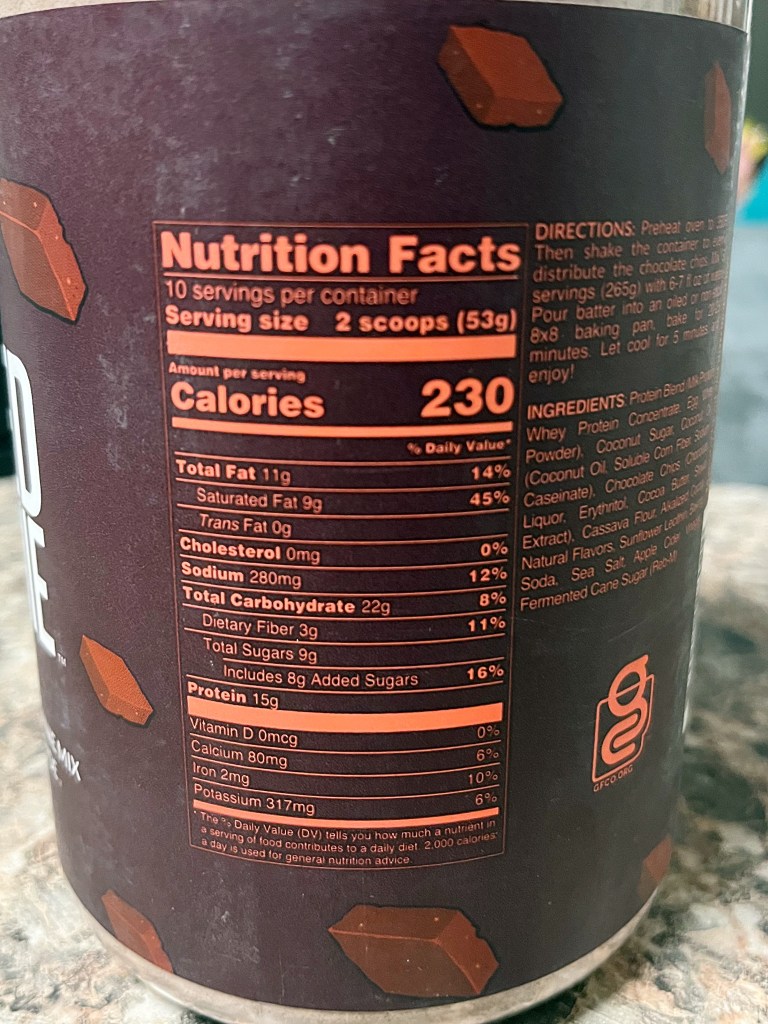 D
E
TM
E MIX
Nutrition Facts
10 servings per container
Serving size 2 scoops (53g)
Amount per serving
Calories 230
% Daily Value*
Total Fat 11g 14%
Saturated Fat 9g 45%
Trans Fat 0g
Cholesterol 0mg 0%
Sodium 280mg 12%
Total Carbohydrate 22g 8%
Dietary Fiber 3g 11%
Total Sugars 9g
Includes 8g Added Sugars 16%
Protein 15g
Vitamin D 0mcg 0%
Calcium 80mg 6%
Iron 2mg 10%
Potassium 317mg 6%
* The % Daily Value (DV) tells you how much a nutrient in
a serving of food contributes to a daily diet. 2,000 calories
a day is used for general nutrition advice.
DIRECTIONS: Preheat oven to
Then shake the container to
distribute the chocolate chips.
servings (265g) with 6-7 fl oz of
Pour batter into an oiled or
8x8 baking pan, bake for
minutes. Let cool for 5 minutes
enjoy!
INGREDIENTS: Protein Blend (Milk
Whey Protein Concentrate, Egg
Powder), Coconut Sugar, Coconut
(Coconut Oil, Soluble Corn Fiber,
Caseinate), Chocolate Chips
Liquor, Erythritol, Cocoa Butter,
Extract), Cassava Flour, Alkalized
Natural Flavors, Sunflower Lecithin,
Soda, Sea Salt, Apple Cider
Fermented Cane Sugar (Reb-M)
GFCO.ORG